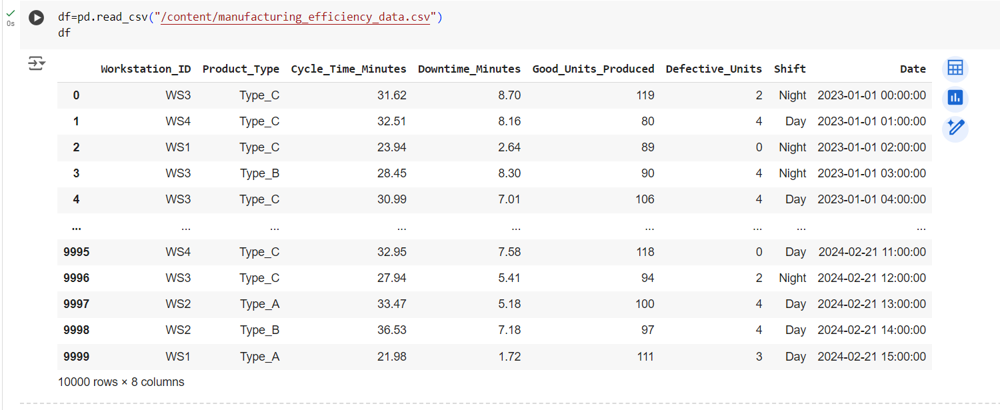 0s
df=pd.read_csv("/content/manufacturing_efficiency_data.csv")
df
Workstation_ID Product_Type Cycle_Time_Minutes Downtime_Minutes Good_Units_Produced Defective_Units Shift Date
0 WS3 Type_C 31.62 8.70 119 2 Night 2023-01-01 00:00:00
1 WS4 Type_C 32.51 8.16 80 4 Day 2023-01-01 01:00:00
2 WS1 Type_C 23.94 2.64 89 0 Night 2023-01-01 02:00:00
3 WS3 Type_B 28.45 8.30 90 4 Night 2023-01-01 03:00:00
4 WS3 Type_C 30.99 7.01 106 4 Day 2023-01-01 04:00:00
... ... ... ... ... ... ... ... ...
9995 WS4 Type_C 32.95 7.58 118 0 Day 2024-02-21 11:00:00
9996 WS3 Type_C 27.94 5.41 94 2 Night 2024-02-21 12:00:00
9997 WS2 Type_A 33.47 5.18 100 4 Day 2024-02-21 13:00:00
9998 WS2 Type_B 36.53 7.18 97 4 Day 2024-02-21 14:00:00
9999 WS1 Type_A 21.98 1.72 111 3 Day 2024-02-21 15:00:00
10000 rows × 8 columns